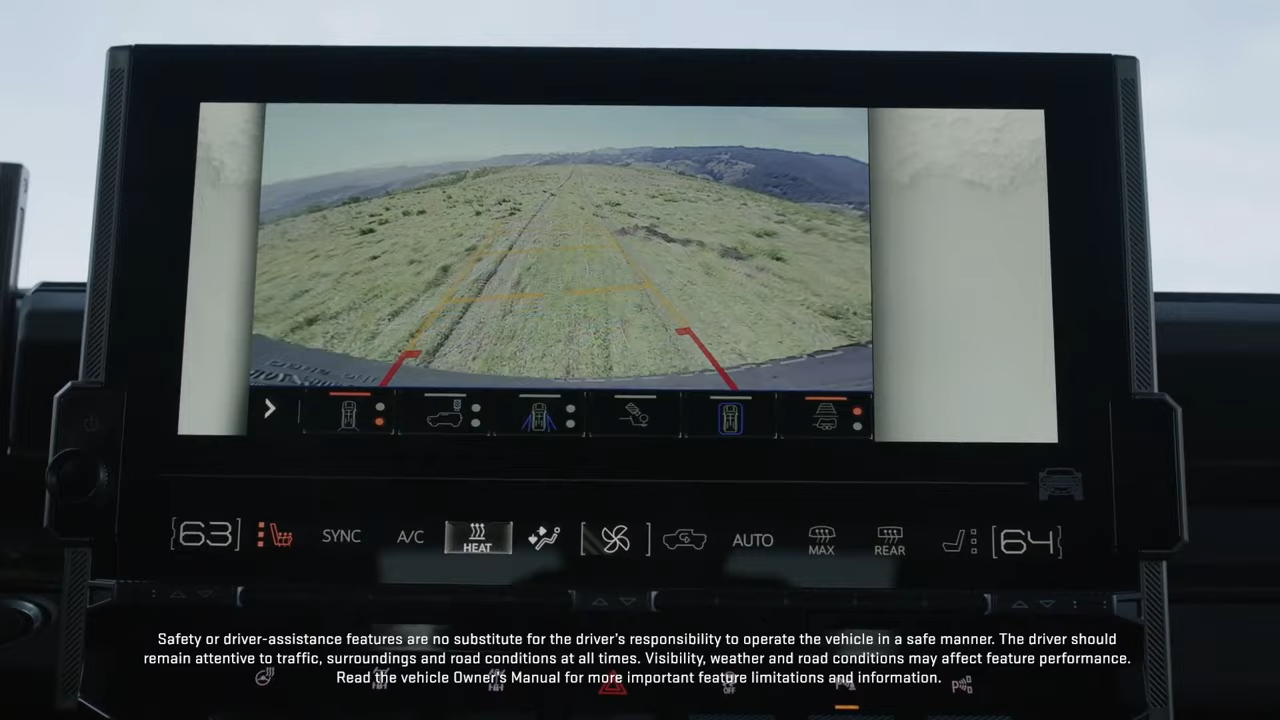 63 SYNC A/C HEAT AUTO MAX REAR 64
Safety or driver-assistance features are no substitute for the driver's responsibility to operate the vehicle in a safe manner. The driver should
remain attentive to traffic, surroundings and road conditions at all times. Visibility, weather and road conditions may affect feature performance.
Read the vehicle Owner's Manual for more important feature limitations and information.
OFF